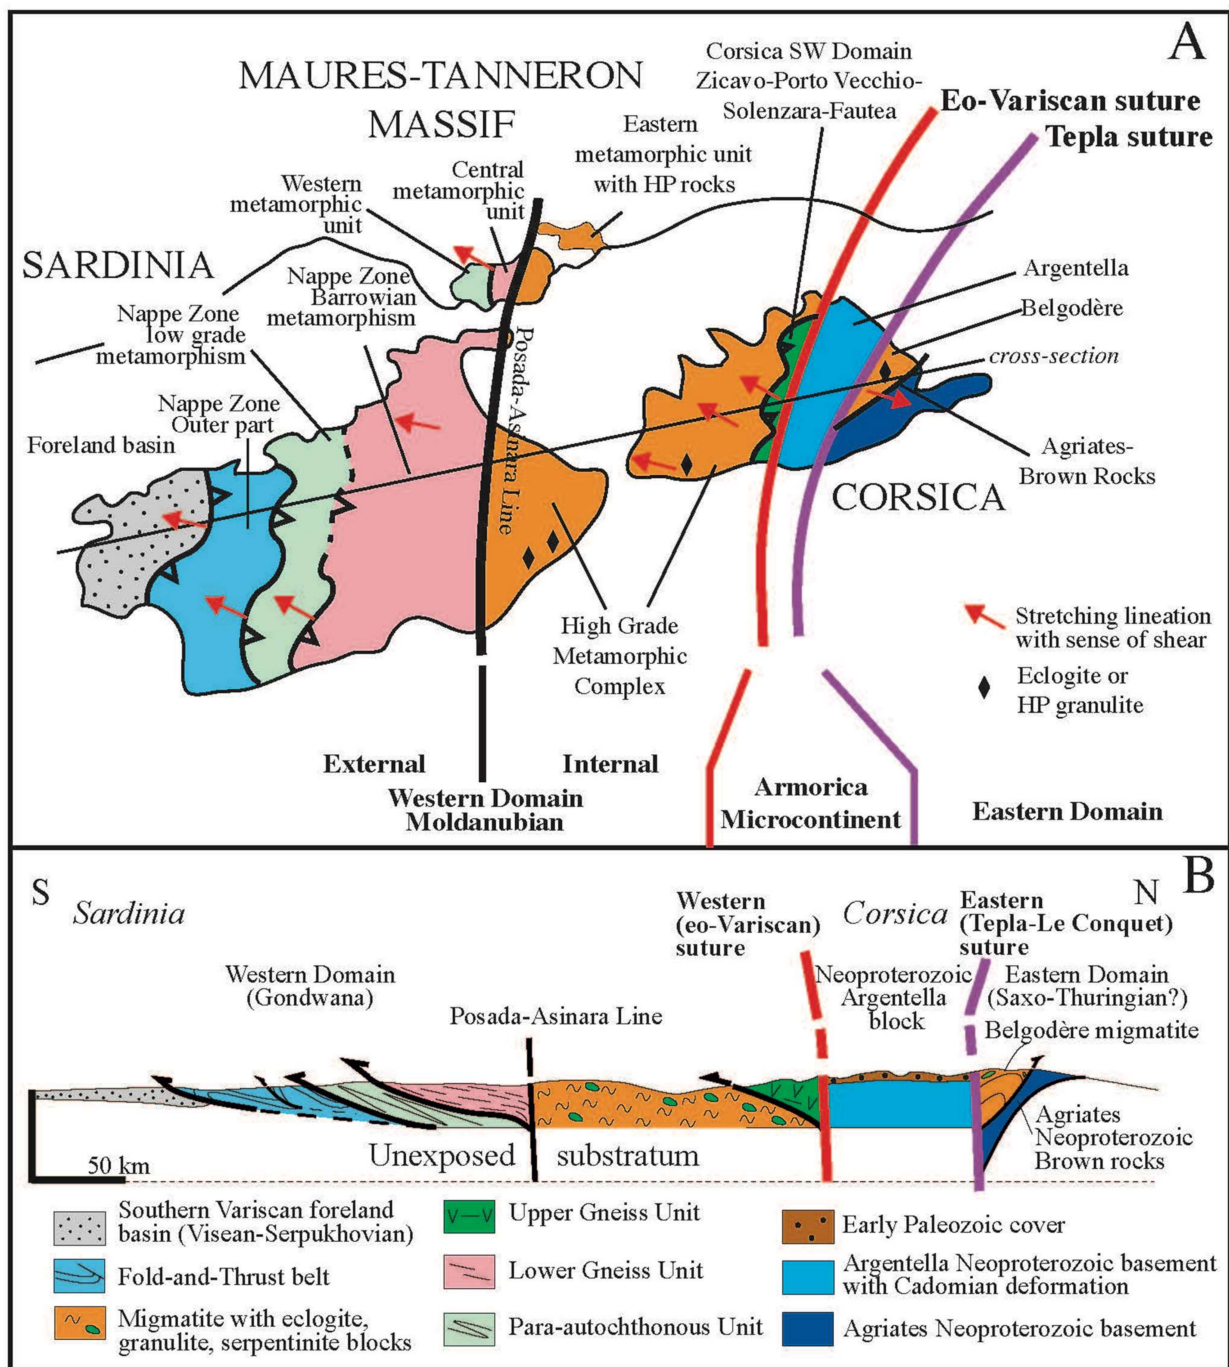 A
MAURES-TANNERON
MASSIF
Corsica SW Domain
Zicavo-Porto Vecchio-
Solenzara-Fautea
Eo-Variscan suture
Tepla suture
Eastern
metamorphic unit
with HP rocks
Central
metamorphic
unit
Western
metamorphic
unit
SARDINIA
Nappe Zone
Barrowian
metamorphism
Nappe Zone
low grade
metamorphism
Nappe Zone
Outer part
Foreland basin
Posada-Asinara Line
Argentella
Belgodère
cross-section
Agriates-
Brown Rocks
CORSICA
High Grade
Metamorphic
Complex
Stretching lineation
with sense of shear
Eclogite or
HP granulite
External
Internal
Western Domain
Moldanubian
Armorica
Microcontinent
Eastern Domain
B
S
N
Sardinia
Western
(eo-Variscan)
suture
Corsica
Eastern
(Tepla-Le Conquet)
suture
Western Domain
(Gondwana)
Posada-Asinara Line
Neoproterozoic
Argentella
block
Eastern Domain
(Saxo-Thuringian?)
Belgodère migmatite
Agriates
Neoproterozoic
Brown rocks
Unexposed substratum
50 km
Southern Variscan foreland
basin (Visean-Serpukhovian)
Fold-and-Thrust belt
Migmatite with eclogite,
granulite, serpentinite blocks
Upper Gneiss Unit
Lower Gneiss Unit
Para-autochthonous Unit
Early Paleozoic cover
Argentella Neoproterozoic basement
with Cadomian deformation
Agriates Neoproterozoic basement